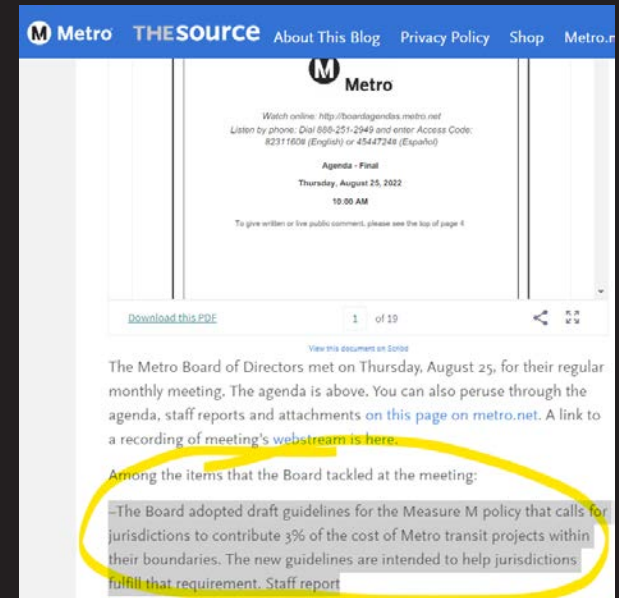 M Metro THESOURCE About This Blog Privacy Policy Shop Metro.n
M Metro
Watch online: http://boardagendas.metro.net
Listen by phone: Dial 888-251-2949 and enter Access Code:
8231160# (English) or 4544724# (Español)
Agenda - Final
Thursday, August 25, 2022
10:00 AM
To give written or live public comment, please see the top of page 4
Download this PDF 1 of 19
View this document on Scribd
The Metro Board of Directors met on Thursday, August 25, for their regular
monthly meeting. The agenda is above. You can also peruse through the
agenda, staff reports and attachments on this page on metro.net. A link to
a recording of meeting's webstream is here.
Among the items that the Board tackled at the meeting:
–The Board adopted draft guidelines for the Measure M policy that calls for
jurisdictions to contribute 3% of the cost of Metro transit projects within
their boundaries. The new guidelines are intended to help jurisdictions
fulfill that requirement. Staff report